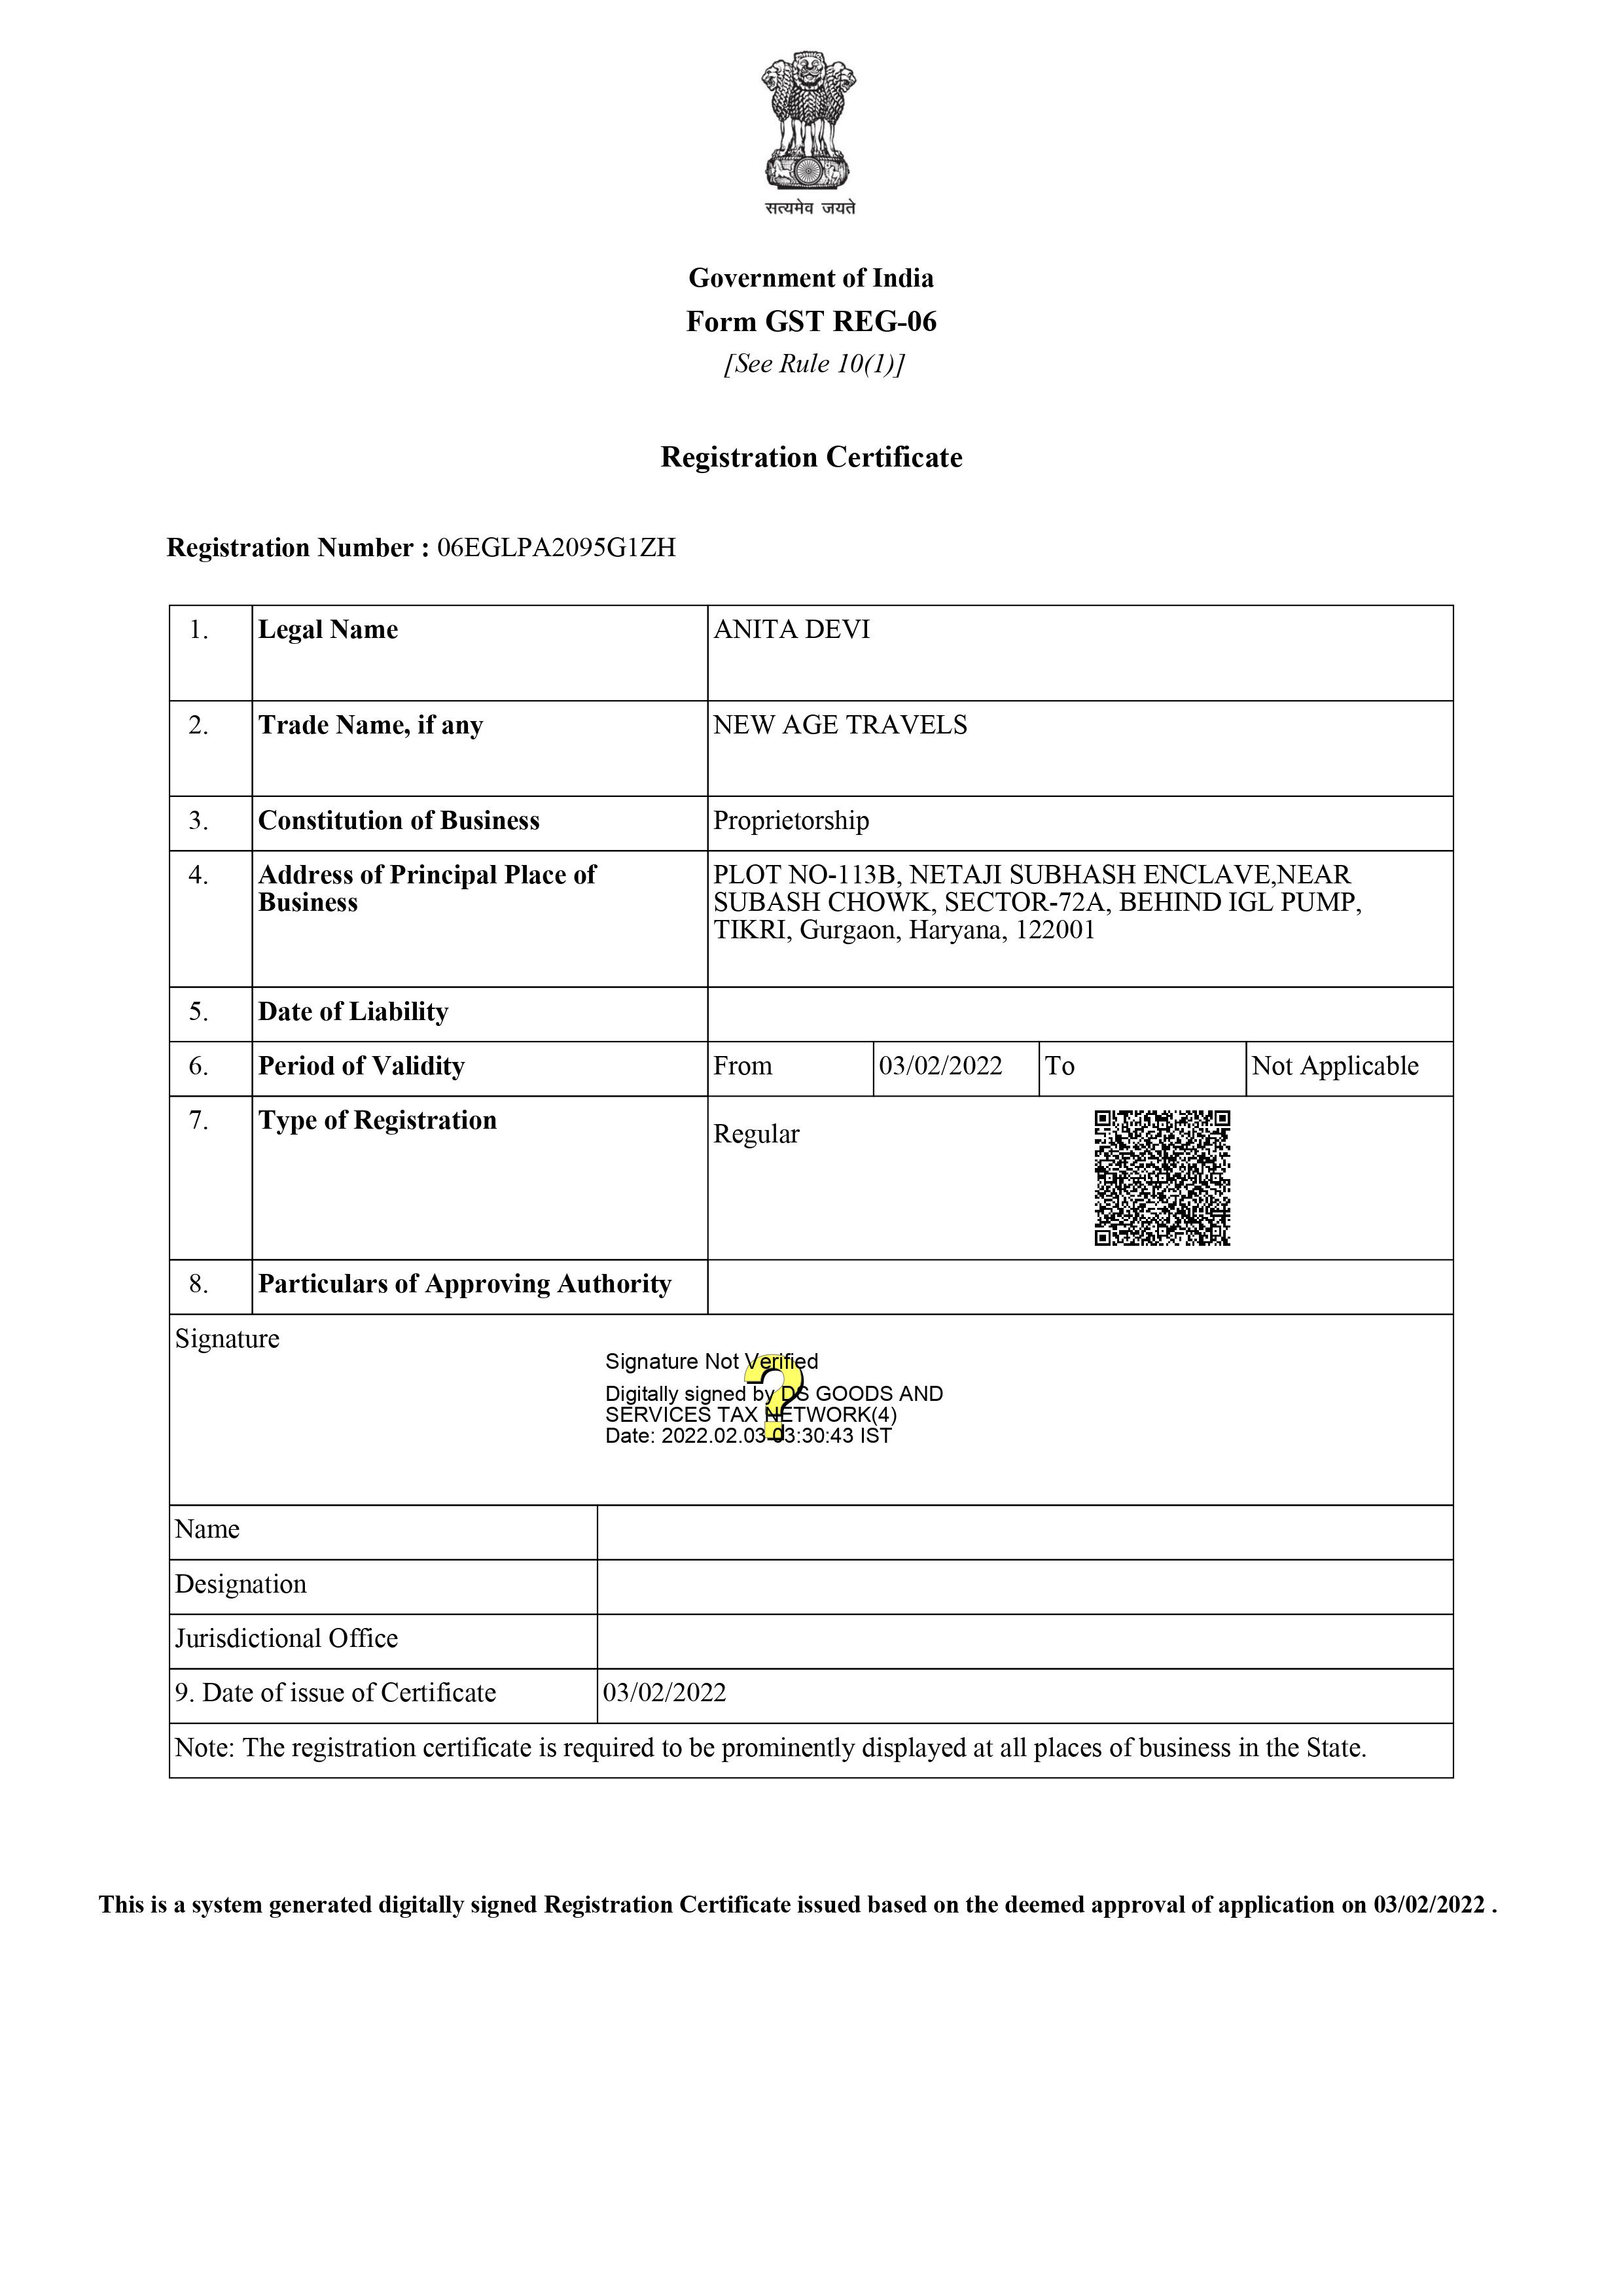 सत्यमेव जयते
Government of India
Form GST REG-06
[See Rule 10(1)]
Registration Certificate
Registration Number : 06EGLPA2095G1ZH
1. Legal Name ANITA DEVI
2. Trade Name, if any NEW AGE TRAVELS
3. Constitution of Business Proprietorship
4. Address of Principal Place of PLOT NO-113B, NETAJI SUBHASH ENCLAVE,NEAR
Business SUBASH CHOWK, SECTOR-72A, BEHIND IGL PUMP,
TIKRI, Gurgaon, Haryana, 122001
5. Date of Liability
6. Period of Validity From 03/02/2022 To Not Applicable
7. Type of Registration Regular
8. Particulars of Approving Authority
Signature
Signature Not Verified
Digitally signed by DS GOODS AND
SERVICES TAX NETWORK(4)
Date: 2022.02.03 03:30:43 IST
Name
Designation
Jurisdictional Office
9. Date of issue of Certificate 03/02/2022
Note: The registration certificate is required to be prominently displayed at all places of business in the State.
This is a system generated digitally signed Registration Certificate issued based on the deemed approval of application on 03/02/2022 .